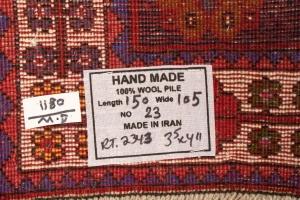 1180
M.D
HAND MADE
100% WOOL PILE
Length 150 Wide 105
NO 23
MADE IN IRAN
RT. 2343 3'5"x4'11